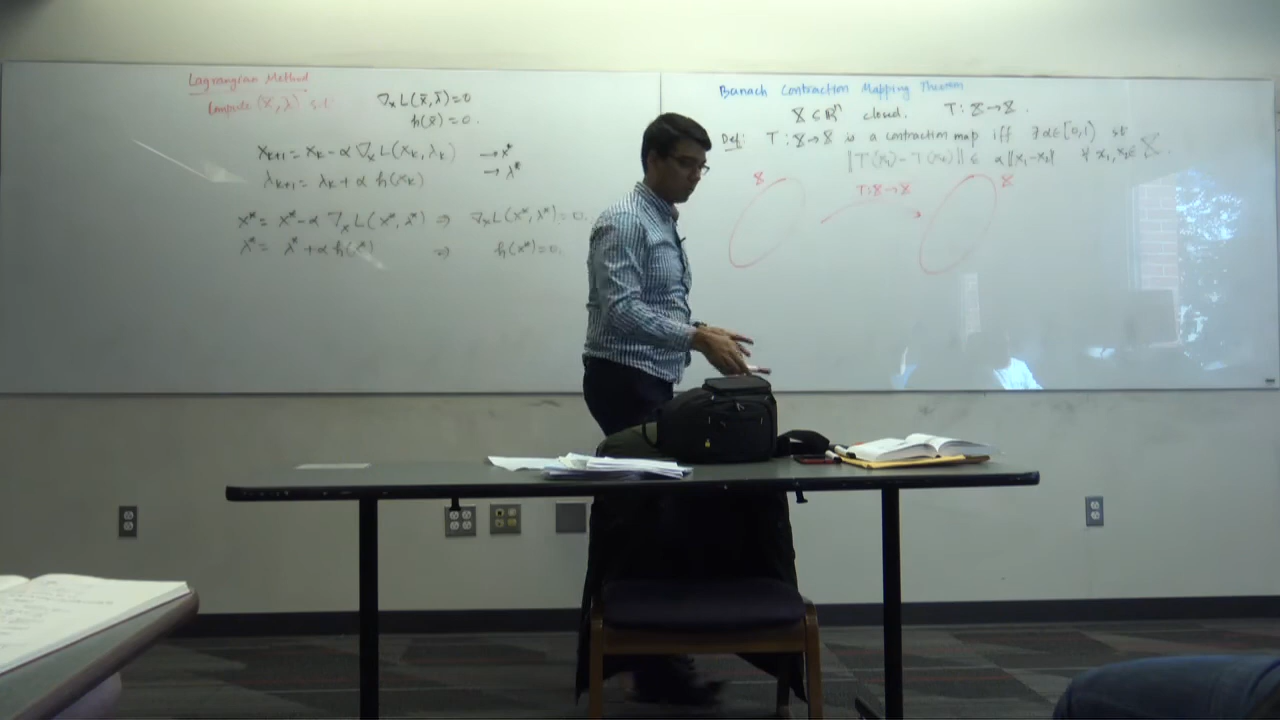 Lagrangian Method
Compute (x̄, λ̄) s.t.
∇ₓL(x̄,λ̄)=0
h(x̄)=0.
xₖ₊₁= xₖ-α ∇ₓL(xₖ,λₖ) →x*
λₖ₊₁= λₖ+α h(xₖ) →λ*
x*= x*-α ∇ₓL(x*,λ*) ⇒ ∇ₓL(x*,λ*)=0.
λ*= λ*+αh(x*) ⇒ h(x*)=0.
Banach Contraction Mapping Theorem
X ⊂ ℝⁿ closed. T: X→X.
Def: T: X→X is a contraction map iff ∃ α∈[0,1) st
||T(x₁)-T(x₂)|| ≤ α||x₁-x₂|| ∀ x₁,x₂∈X.
X T:X→X X